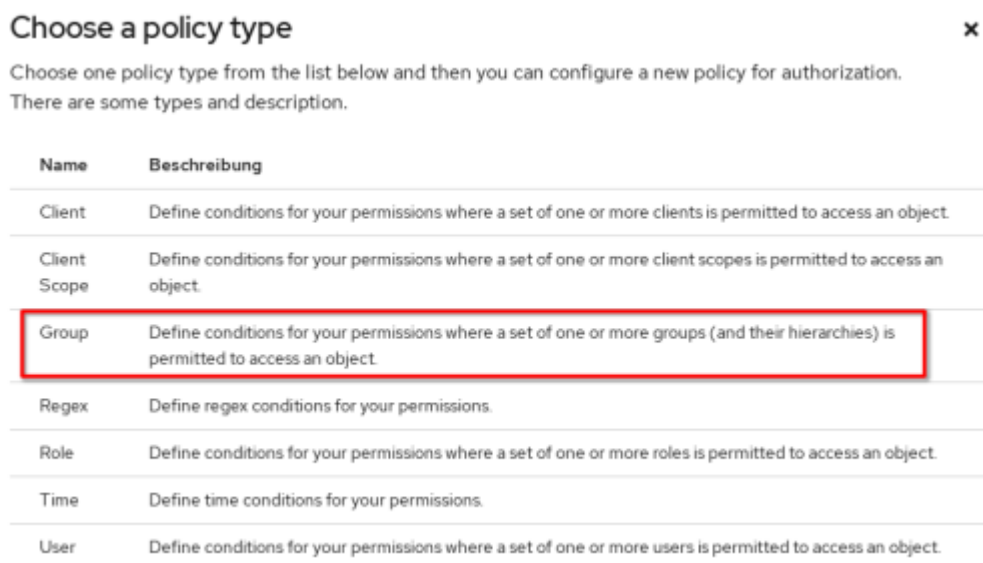 Choose a policy type
Choose one policy type from the list below and then you can configure a new policy for authorization.
There are some types and description.
Name Beschreibung
Client Define conditions for your permissions where a set of one or more clients is permitted to access an object.
Client Define conditions for your permissions where a set of one or more client scopes is permitted to access an
Scope object.
Group Define conditions for your permissions where a set of one or more groups (and their hierarchies) is
permitted to access an object.
Regex Define regex conditions for your permissions.
Role Define conditions for your permissions where a set of one or more roles is permitted to access an object.
Time Define time conditions for your permissions.
User Define conditions for your permissions where a set of one or more users is permitted to access an object.